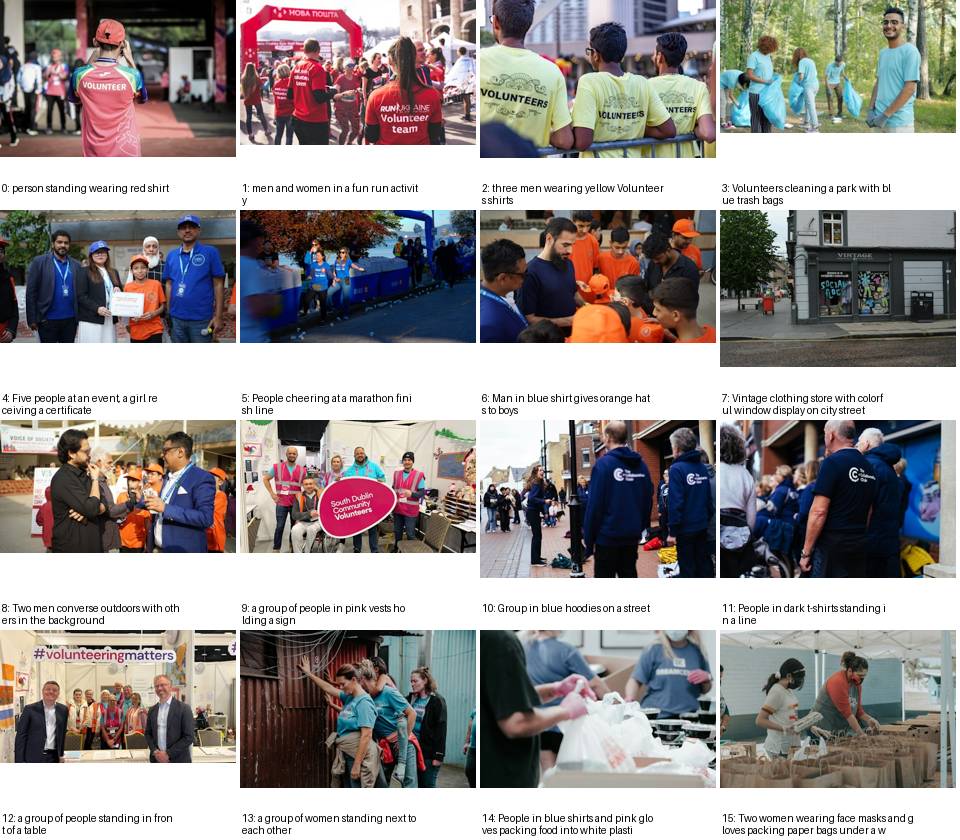 VOLUNTEER
НОВА ПОШТА
RUN UKRAINE
Volunteer
team
VOLUNTEERS
VOLUNTEERS
VOLUNTEERS
0: person standing wearing red shirt
1: men and women in a fun run activit
y
2: three men wearing yellow Volunteer
s shirts
3: Volunteers cleaning a park with bl
ue trash bags
VINTAGE
SOCIAL
4: Five people at an event, a girl re
ceiving a certificate
5: People cheering at a marathon fini
sh line
6: Man in blue shirt gives orange hat
s to boys
7: Vintage clothing store with colorf
ul window display on city street
VOICE OF
South Dublin
Community
Volunteers
8: Two men converse outdoors with oth
ers in the background
9: a group of people in pink vests ho
lding a sign
10: Group in blue hoodies on a street
11: People in dark t-shirts standing i
n a line
#volunteeringmatters
12: a group of people standing in fron
t of a table
13: a group of women standing next to
each other
14: People in blue shirts and pink glo
ves packing food into white plasti
15: Two women wearing face masks and g
loves packing paper bags under a w